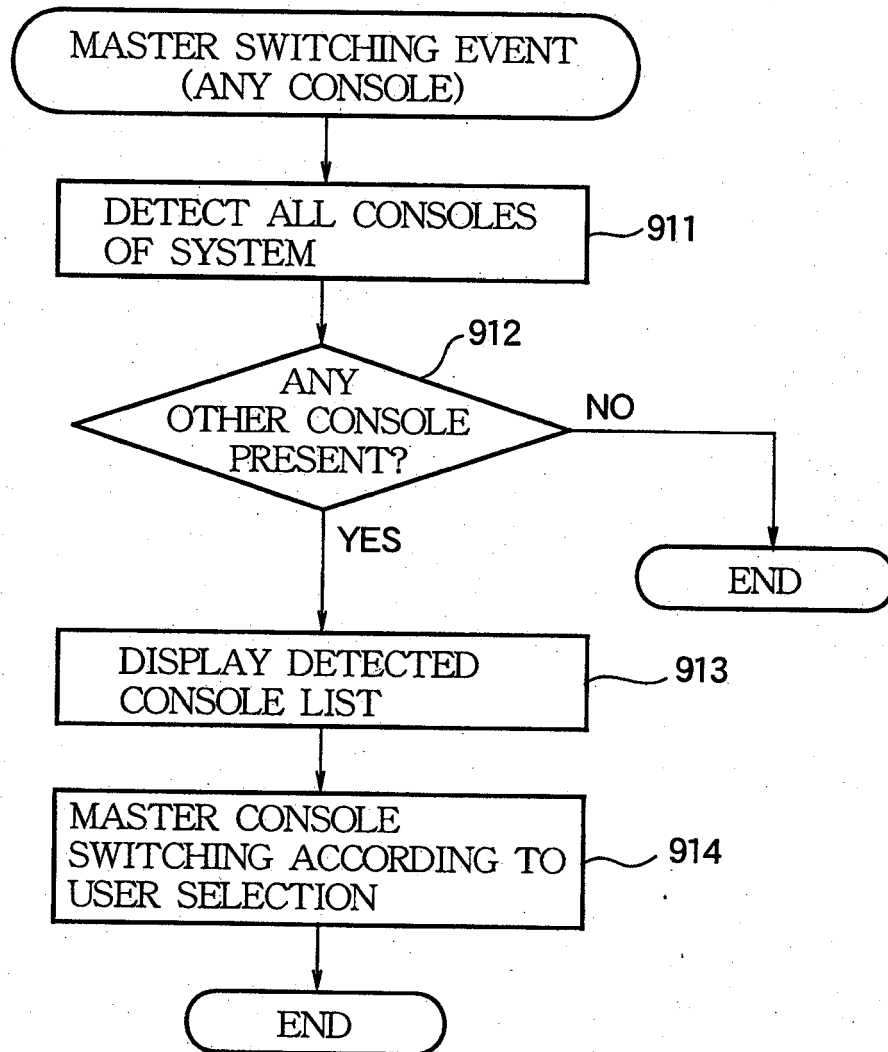 MASTER SWITCHING EVENT
(ANY CONSOLE)
DETECT ALL CONSOLES
OF SYSTEM
911
912
ANY
OTHER CONSOLE
PRESENT?
NO
YES
END
DISPLAY DETECTED
CONSOLE LIST
913
MASTER CONSOLE
SWITCHING ACCORDING TO
USER SELECTION
914
END